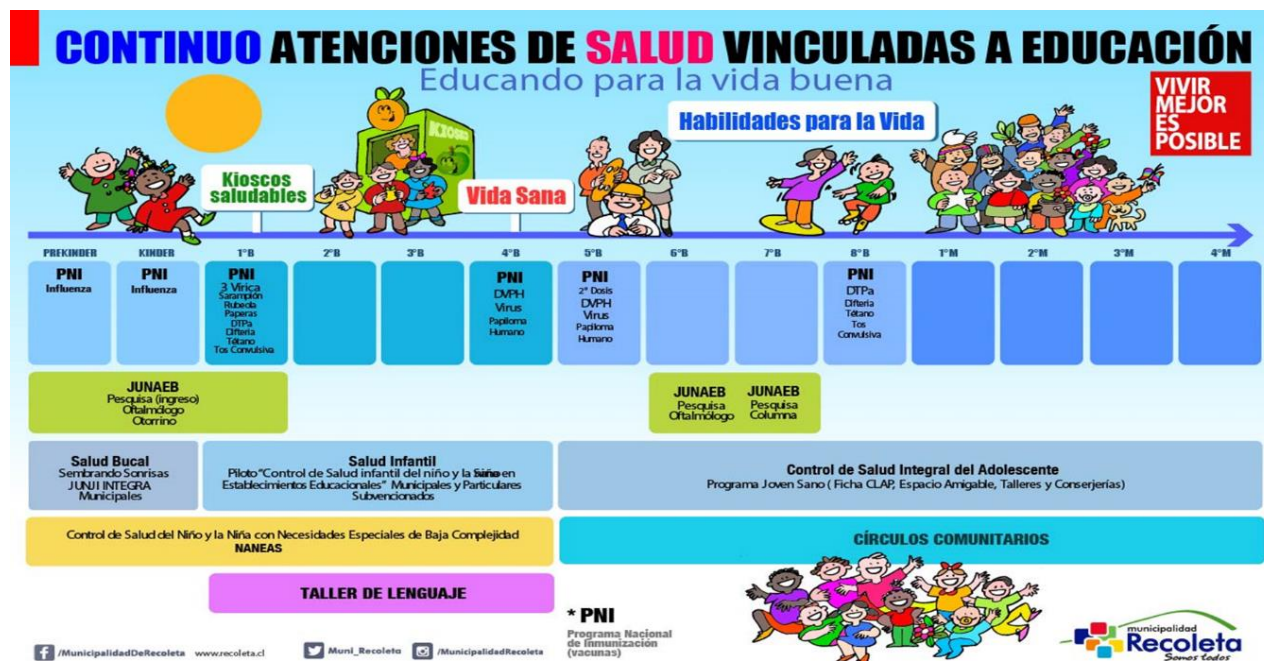 CONTINUO ATENCIONES DE SALUD VINCULADAS A EDUCACIÓN
Educando para la vida buena
VIVIR
MEJOR
ES
POSIBLE
KIOSKO
Habilidades para la Vida
Kioscos
saludables
Vida Sana
PREKINDER KINDER 1°B 2°B 3°B 4°B 5°B 6°B 7°B 8°B 1°M 2°M 3°M 4°M
PNI
Influenza
PNI
Influenza
PNI
3 Virica
Sarampión
Rubeola
Paperas
DTPa
Difteria
Tétano
Tos Convulsiva
PNI
DVPH
Virus
Papiloma
Humano
PNI
2° Dosis
DVPH
Virus
Papiloma
Humano
PNI
DTPa
Difteria
Tétano
Tos
Convulsiva
JUNAEB
Pesquisa (ingreso)
Oftalmólogo
Otorrino
JUNAEB
Pesquisa
Oftalmólogo
JUNAEB
Pesquisa
Columna
Salud Bucal
Sembrando Sonrisas
JUNJI INTEGRA
Municipales
Salud Infantil
Piloto "Control de Salud infantil del niño y la en
Establecimientos Educacionales" Municipales y Particulares
Subvencionados
Control de Salud Integral del Adolescente
Programa Joven Sano ( Ficha CLAP, Espacio Amigable, Talleres y Conserjerías)
Control de Salud del Niño y la Niña con Necesidades Especiales de Baja Complejidad
NANEAS
CÍRCULOS COMUNITARIOS
TALLER DE LENGUAJE
* PNI
Programa Nacional
de Inmunización
(vacunas)
/MunicipalidadDeRecoleta www.recoleta.cl Muni_Recoleta /MunicipalidadRecoleta
municipalidad
Recoleta
Somos todos